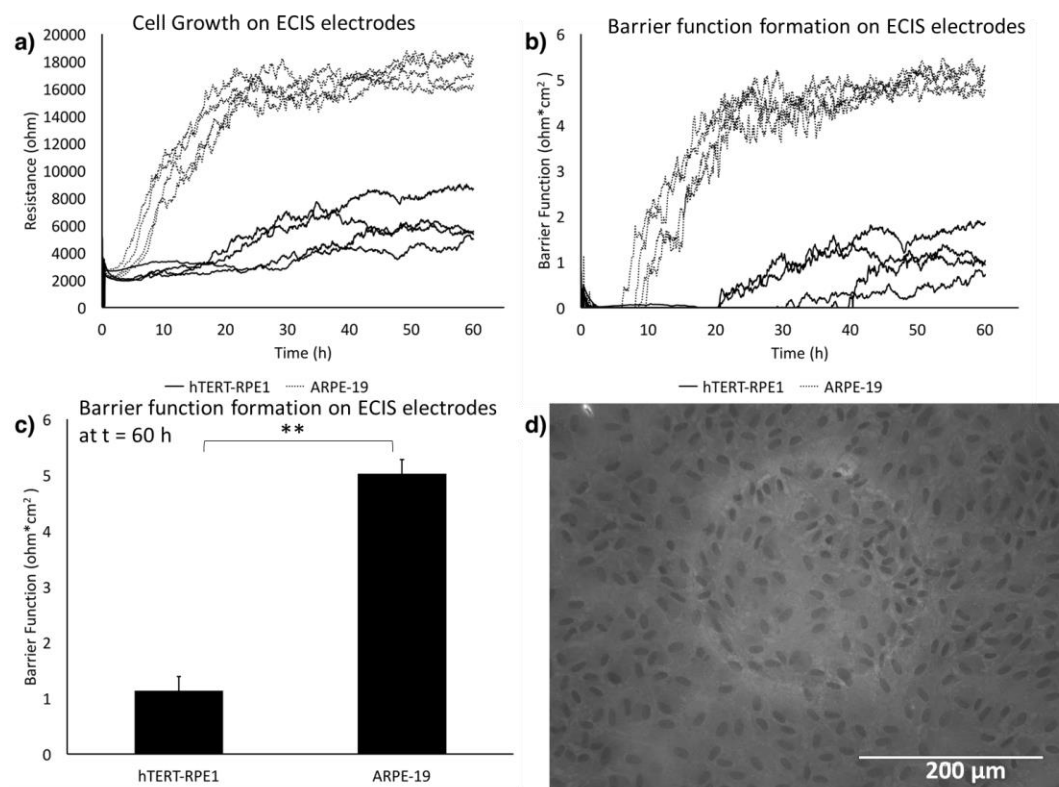 a)
Cell Growth on ECIS electrodes
Resistance (ohm)
20000
18000
16000
14000
12000
10000
8000
6000
4000
2000
0
0 10 20 30 40 50 60
Time (h)
hTERT-RPE1 ARPE-19
b)
Barrier function formation on ECIS electrodes
Barrier Function (ohm*cm²)
6
5
4
3
2
1
0
0 10 20 30 40 50 60
Time (h)
hTERT-RPE1 ARPE-19
c)
Barrier function formation on ECIS electrodes
at t = 60 h
**
Barrier Function (ohm*cm²)
6
5
4
3
2
1
0
hTERT-RPE1 ARPE-19
d)
200 µm